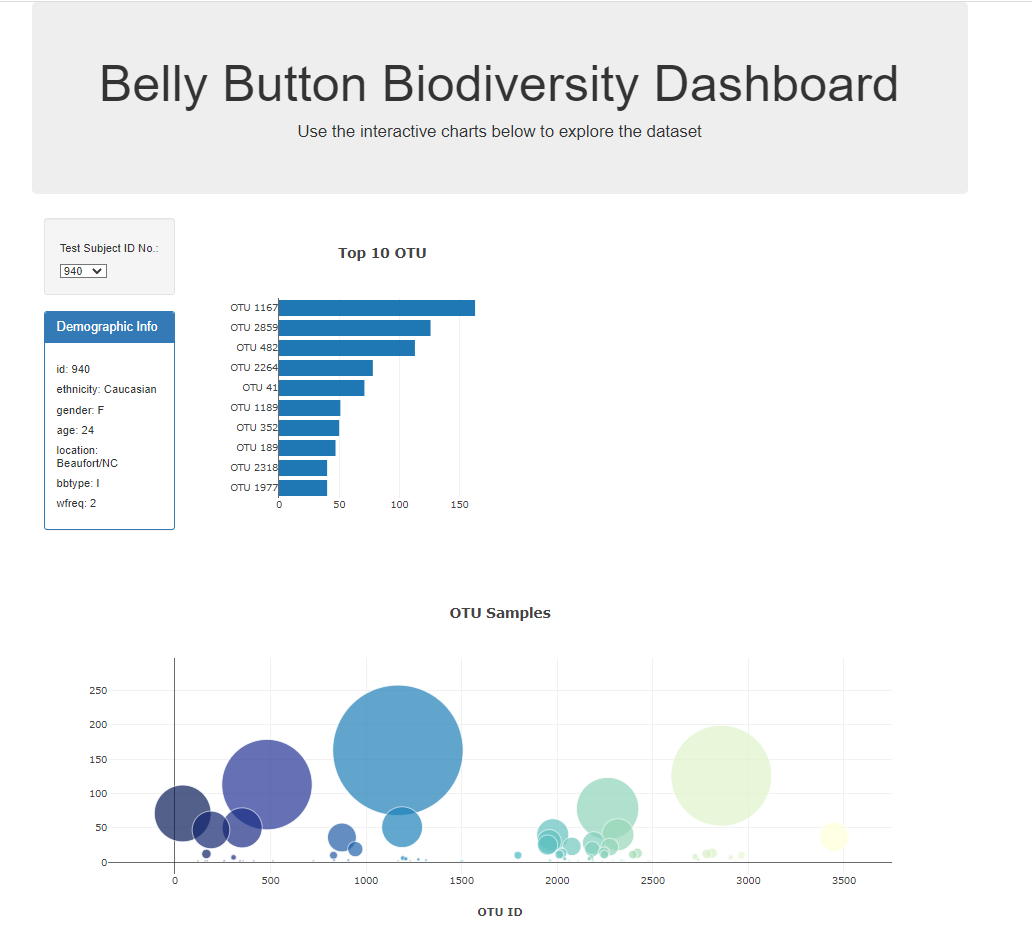 Belly Button Biodiversity Dashboard
Use the interactive charts below to explore the dataset
Test Subject ID No.:
940
Demographic Info
id: 940
ethnicity: Caucasian
gender: F
age: 24
location:
Beaufort/NC
bbtype: I
wfreq: 2
Top 10 OTU
OTU 1167
OTU 2859
OTU 482
OTU 2264
OTU 41
OTU 1189
OTU 352
OTU 189
OTU 2318
OTU 1977
0 50 100 150
OTU Samples
250
200
150
100
50
0
0 500 1000 1500 2000 2500 3000 3500
OTU ID